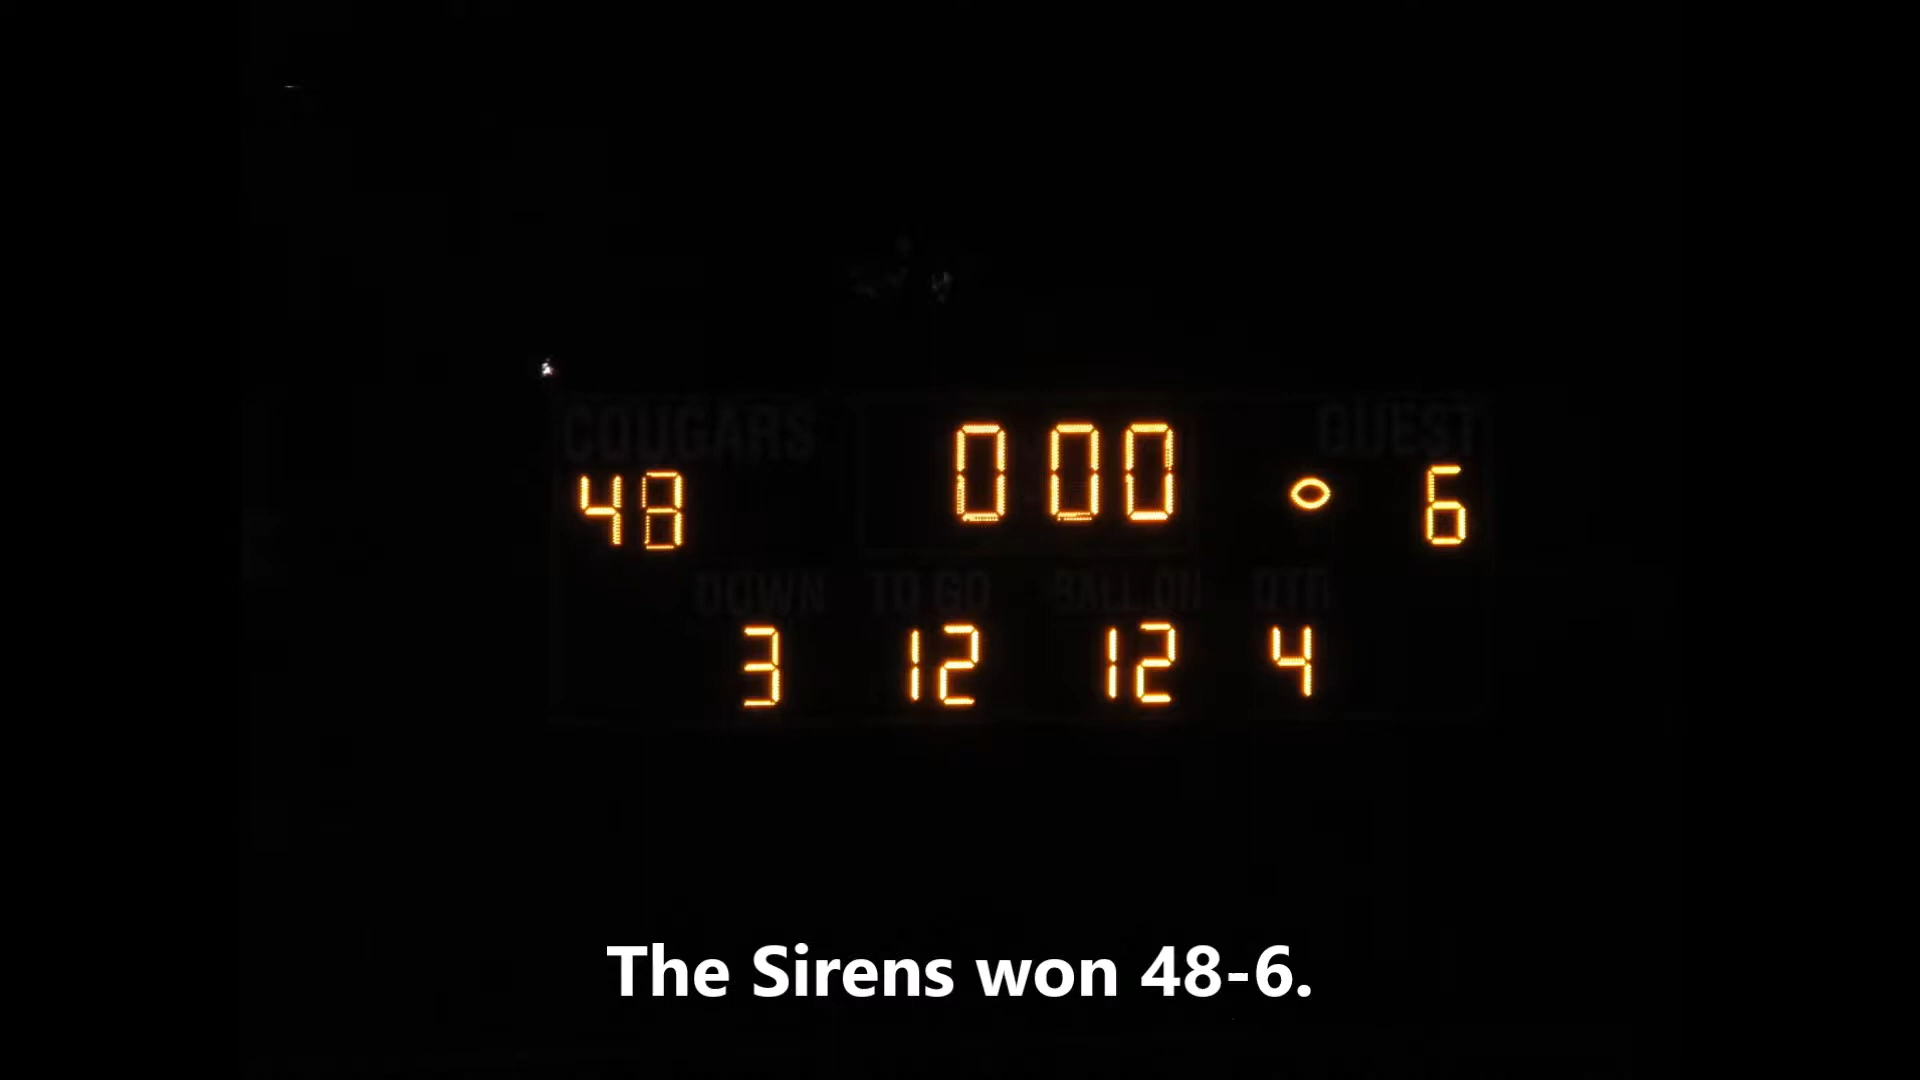 COUGARS GUEST
48 0 00 6
DOWN TO GO BALL ON QTR
3 12 12 4
The Sirens won 48-6.